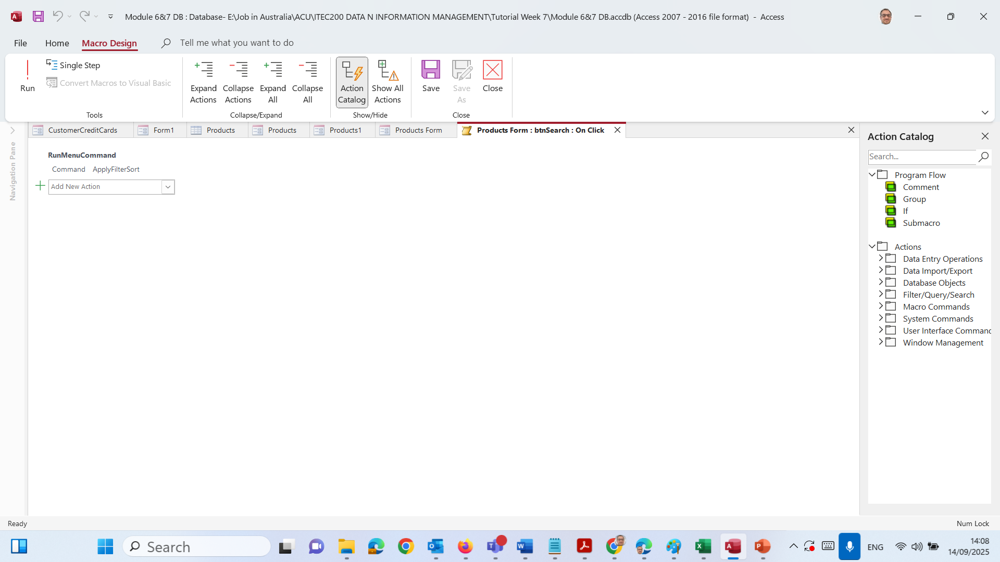 Module 6&7 DB : Database- E:\Job in Australia\ACU\ITEC200 DATA N INFORMATION MANAGEMENT\Tutorial Week 7\Module 6&7 DB.accdb (Access 2007 - 2016 file format) - Access
File Home Macro Design Tell me what you want to do
Run
Single Step
Convert Macros to Visual Basic
Tools
Expand Actions
Collapse Actions
Expand All
Collapse All
Collapse/Expand
Action Catalog
Show All Actions
Show/Hide
Save
Save As
Close
Close
Navigation Pane
CustomerCreditCards Form1 Products Products Products1 Products Form Products Form : btnSearch : On Click
RunMenuCommand
Command ApplyFilterSort
Add New Action
Action Catalog
Search...
Program Flow
Comment
Group
If
Submacro
Actions
Data Entry Operations
Data Import/Export
Database Objects
Filter/Query/Search
Macro Commands
System Commands
User Interface Command
Window Management
Ready
Num Lock
Search
ENG
14:08
14/09/2025